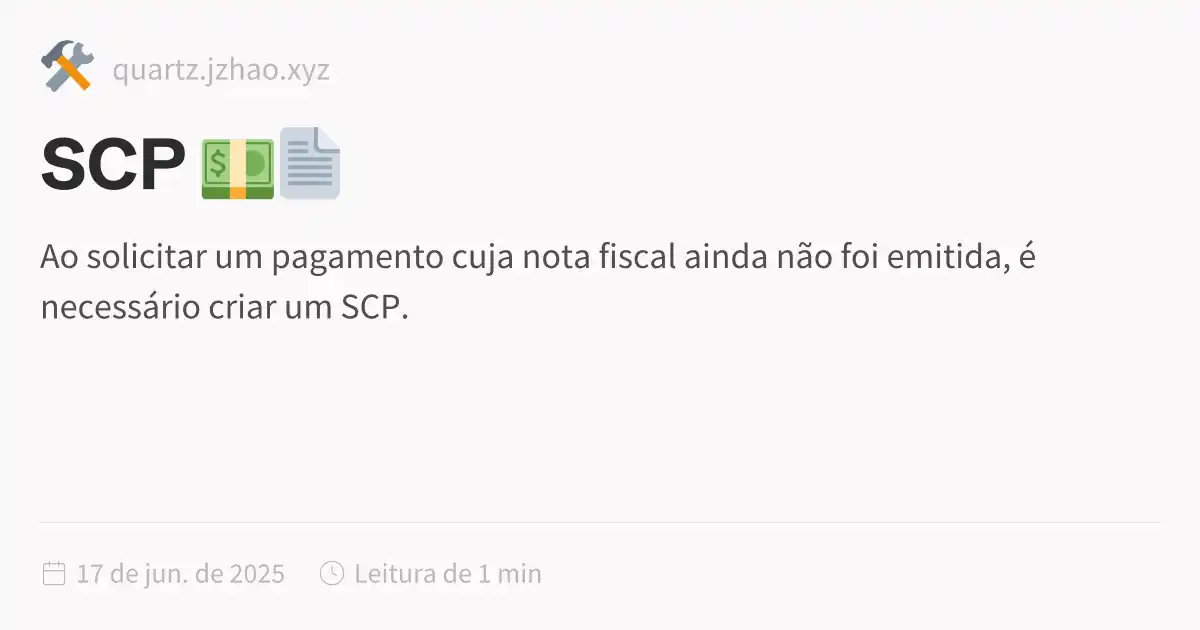 quartz.jzhao.xyz
SCP 💵📄
Ao solicitar um pagamento cuja nota fiscal ainda não foi emitida, é
necessário criar um SCP.
17 de jun. de 2025 Leitura de 1 min